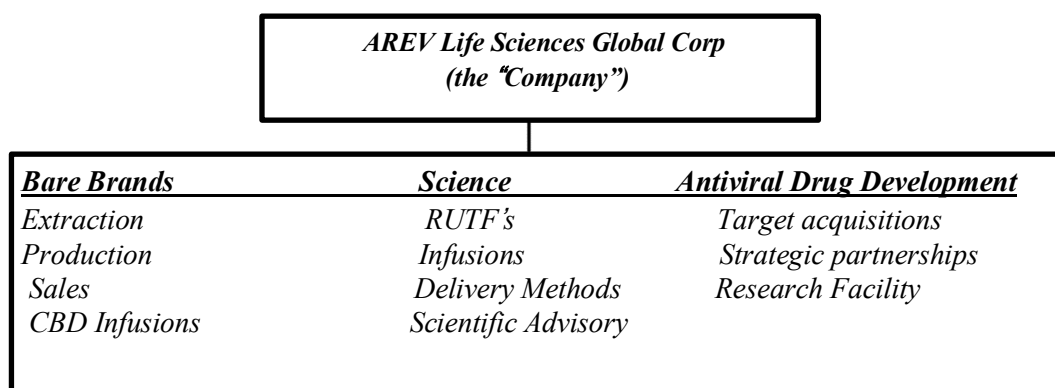 AREV Life Sciences Global Corp
(the “Company”)
Bare Brands Science Antiviral Drug Development
Extraction RUTF’s Target acquisitions
Production Infusions Strategic partnerships
Sales Delivery Methods Research Facility
CBD Infusions Scientific Advisory